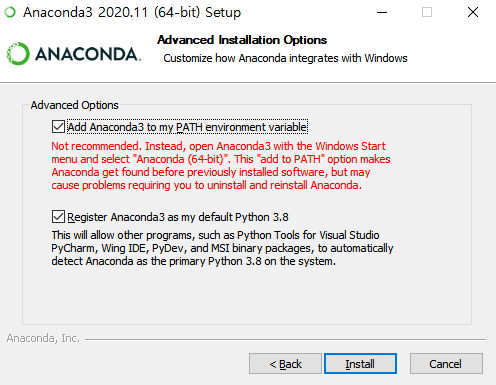 Anaconda3 2020.11 (64-bit) Setup
ANACONDA.
Advanced Installation Options
Customize how Anaconda integrates with Windows
Advanced Options
Add Anaconda3 to my PATH environment variable
Not recommended. Instead, open Anaconda3 with the Windows Start
menu and select "Anaconda (64-bit)". This "add to PATH" option makes
Anaconda get found before previously installed software, but may
cause problems requiring you to uninstall and reinstall Anaconda.
Register Anaconda3 as my default Python 3.8
This will allow other programs, such as Python Tools for Visual Studio
PyCharm, Wing IDE, PyDev, and MSI binary packages, to automatically
detect Anaconda as the primary Python 3.8 on the system.
Anaconda, Inc.
< Back
Install
Cancel